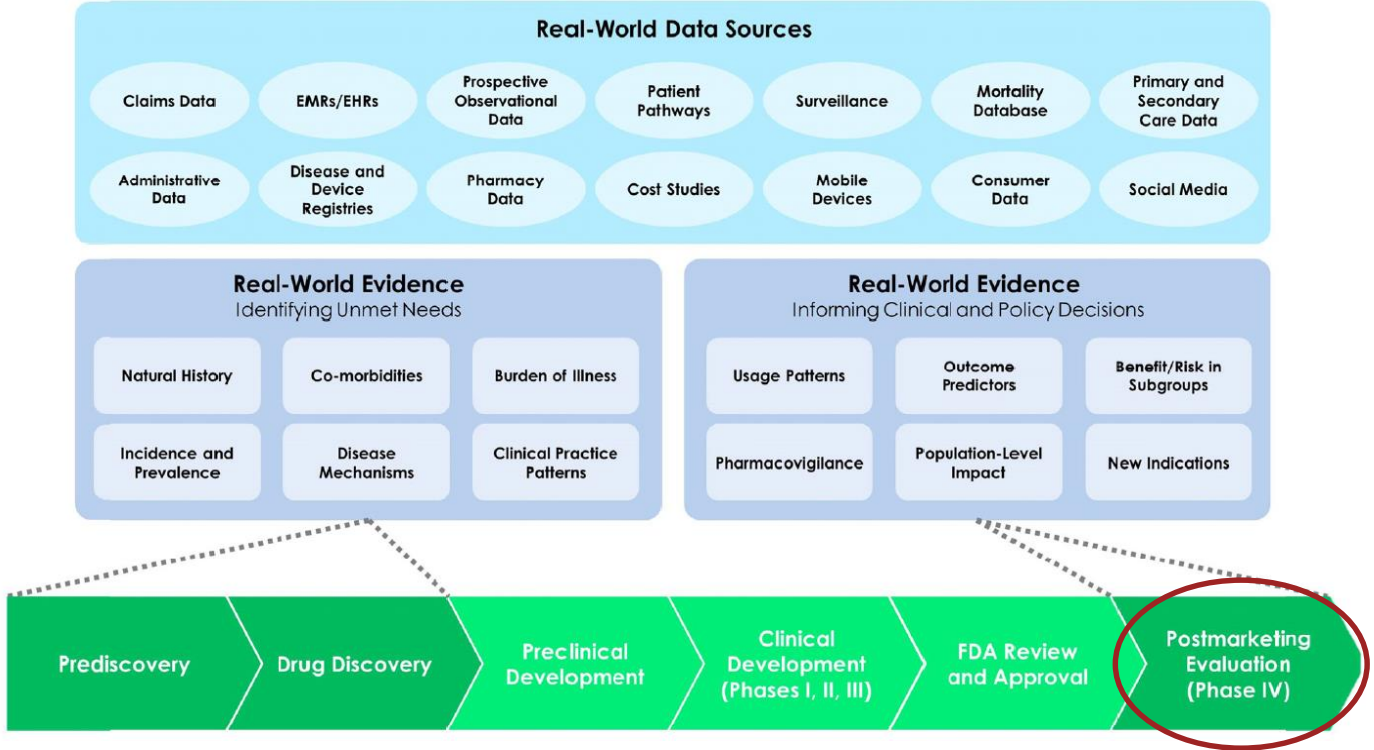 Real-World Data Sources
Claims Data
EMRs/EHRs
Prospective
Observational
Data
Patient
Pathways
Surveillance
Mortality
Database
Primary and
Secondary
Care Data
Administrative
Data
Disease and
Device
Registries
Pharmacy
Data
Cost Studies
Mobile
Devices
Consumer
Data
Social Media
Real-World Evidence
Identifying Unmet Needs
Natural History
Co-morbidities
Burden of Illness
Incidence and
Prevalence
Disease
Mechanisms
Clinical Practice
Patterns
Real-World Evidence
Informing Clinical and Policy Decisions
Usage Patterns
Outcome
Predictors
Benefit/Risk in
Subgroups
Pharmacovigilance
Population-Level
Impact
New Indications
Prediscovery
Drug Discovery
Preclinical
Development
Clinical
Development
(Phases I, II, III)
FDA Review
and Approval
Postmarketing
Evaluation
(Phase IV)